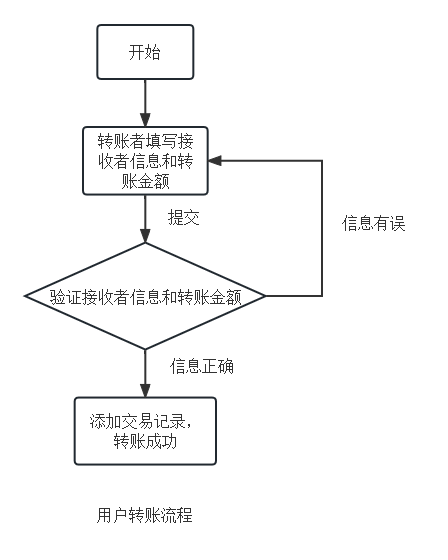 开始
转账者填写接
收者信息和转
账金额
提交
信息有误
验证接收者信息和转账金额
信息正确
添加交易记录，
转账成功
用户转账流程